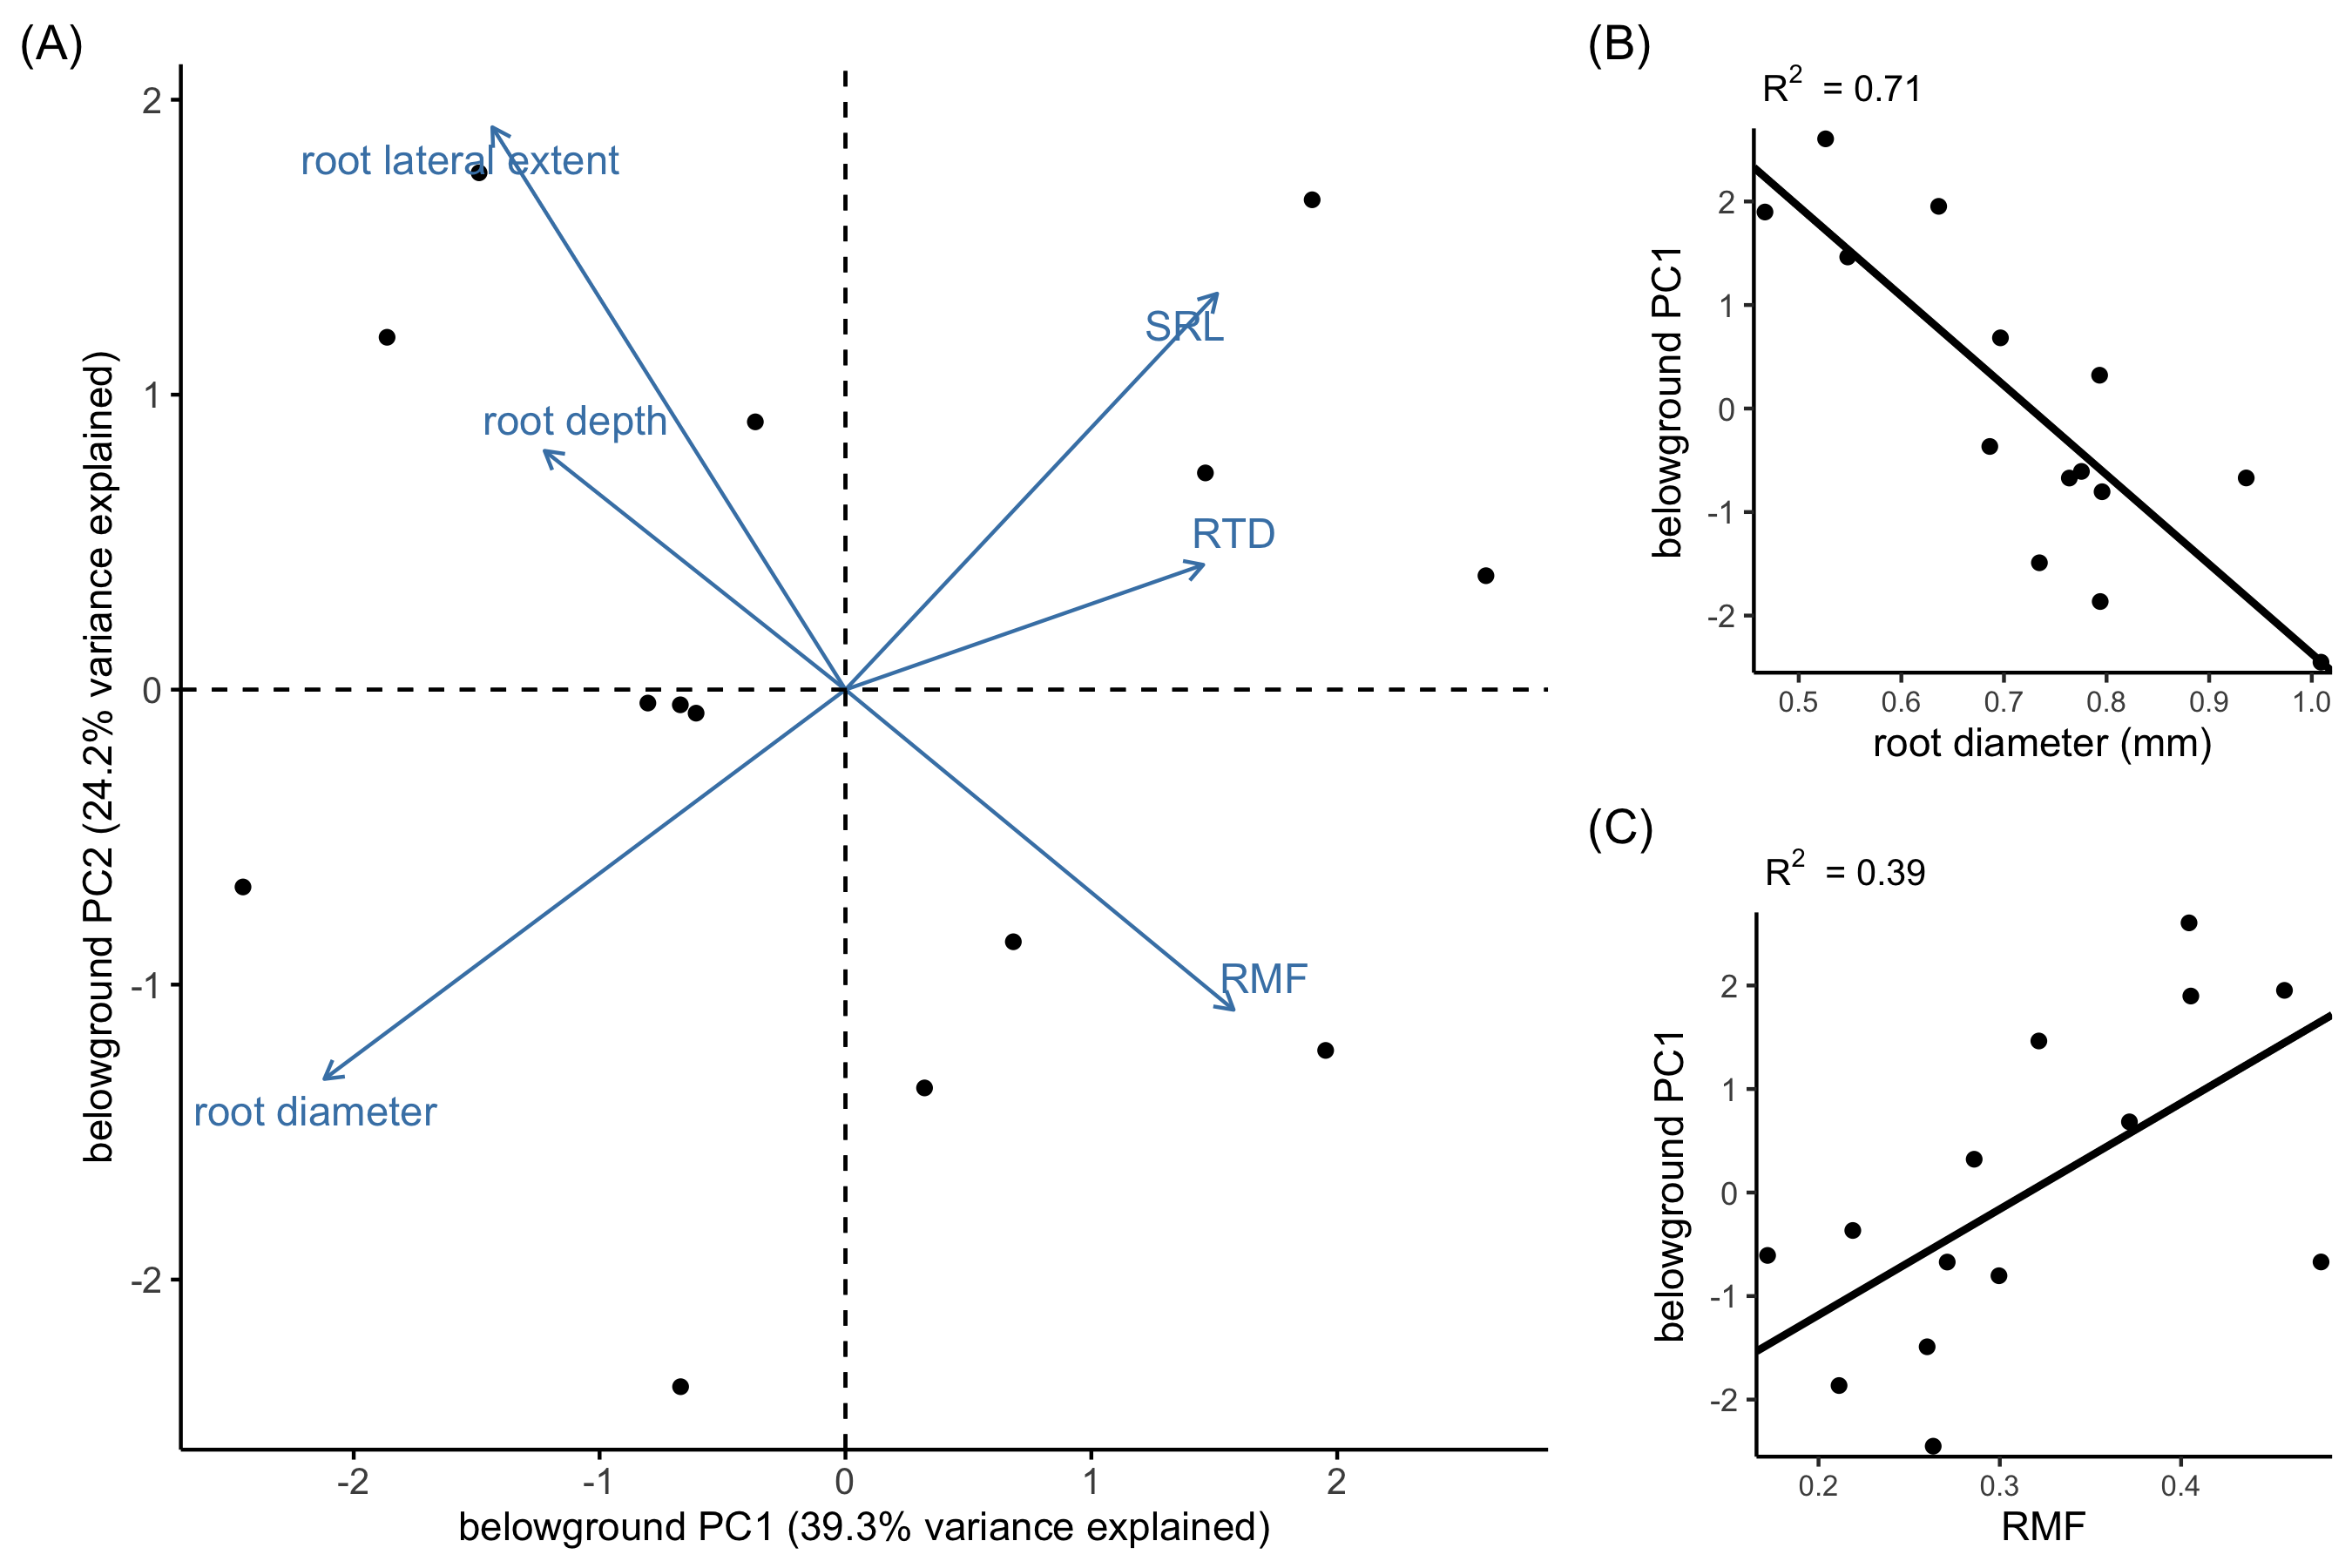 (A)
2
1
0
-1
-2
belowground PC2 (24.2% variance explained)
root lateral extent
SRL
root depth
RTD
RMF
root diameter
-2
-1
0
1
2
belowground PC1 (39.3% variance explained)
(B)
R² = 0.71
2
1
0
-1
-2
belowground PC1
0.5
0.6
0.7
0.8
0.9
1.0
root diameter (mm)
(C)
R² = 0.39
2
1
0
-1
-2
belowground PC1
0.2
0.3
0.4
RMF